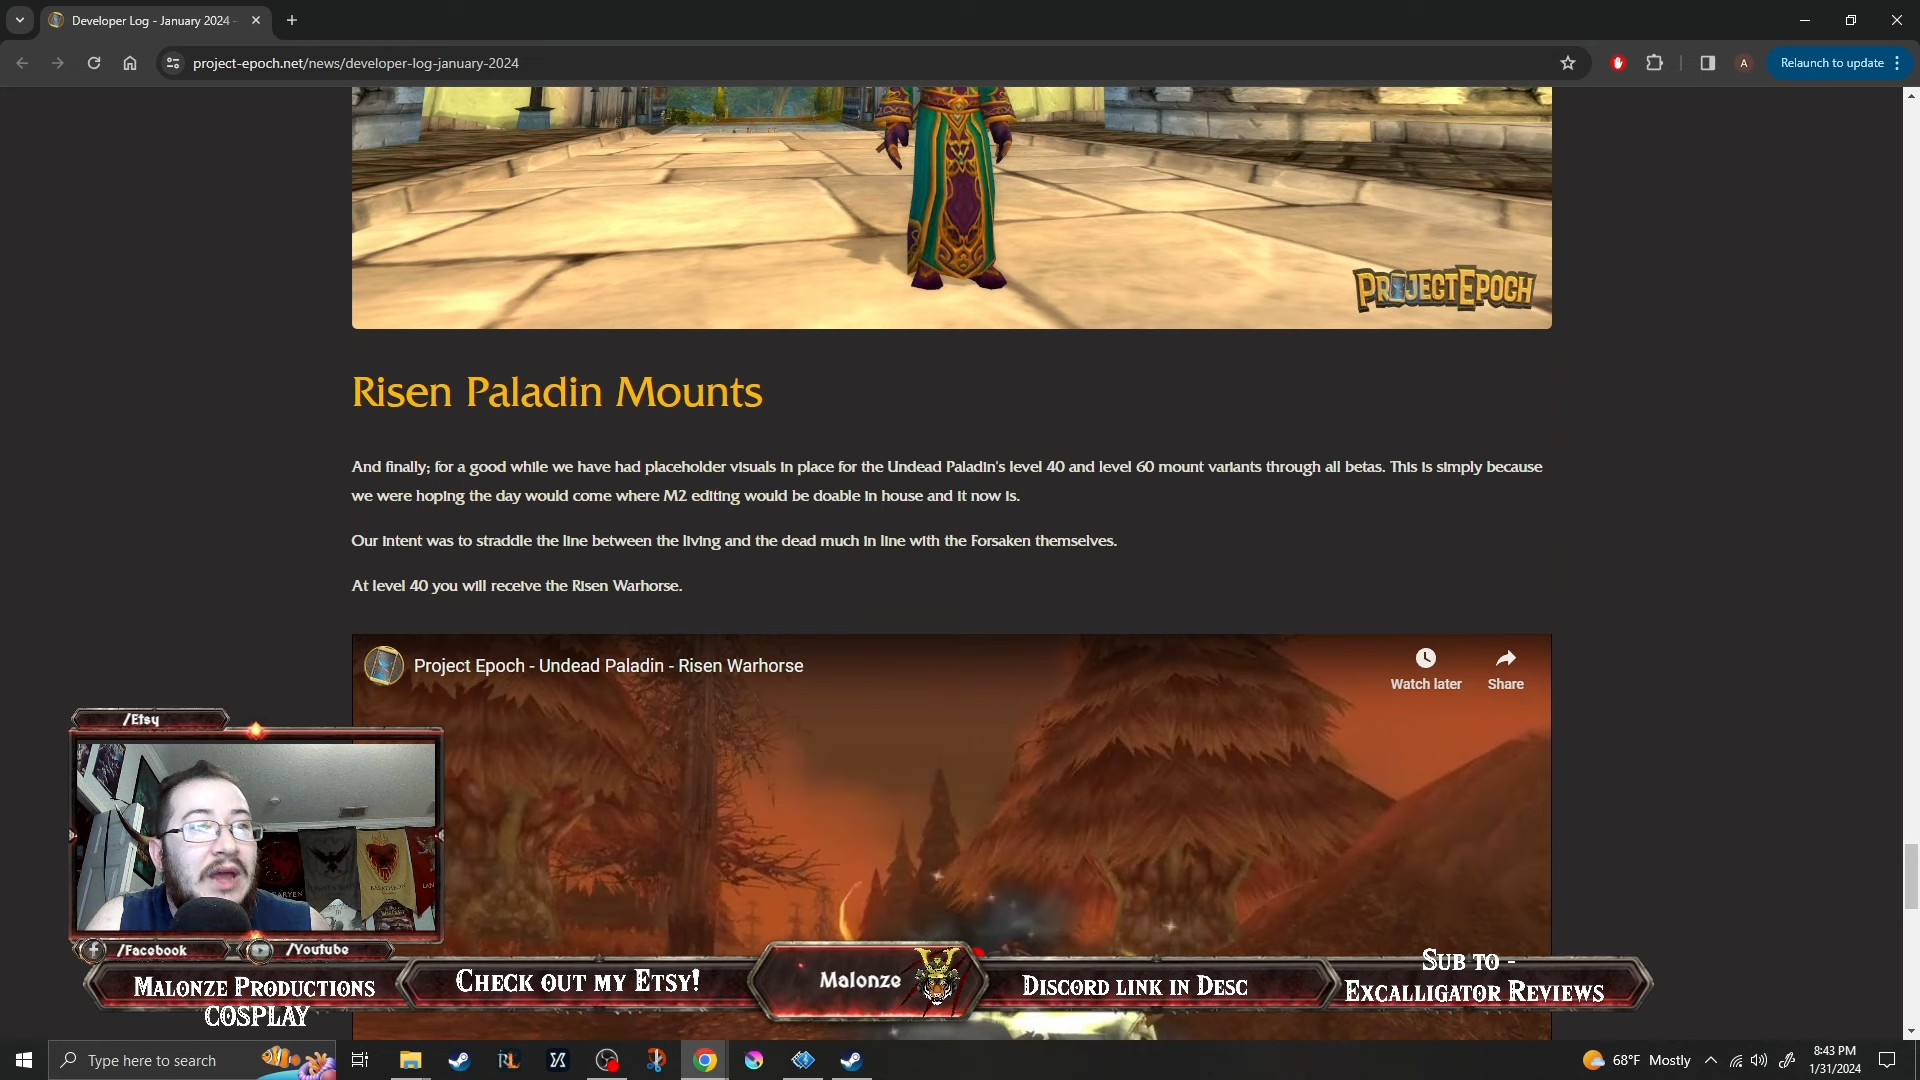 Developer Log - January 2024 -
project-epoch.net/news/developer-log-january-2024
A
Relaunch to update
PROJECTEPOCH
Risen Paladin Mounts
And finally; for a good while we have had placeholder visuals in place for the Undead Paladin's level 40 and level 60 mount variants through all betas. This is simply because
we were hoping the day would come where M2 editing would be doable in house and it now is.
Our intent was to straddle the line between the living and the dead much in line with the Forsaken themselves.
At level 40 you will receive the Risen Warhorse.
Project Epoch - Undead Paladin - Risen Warhorse
Watch later
Share
/Etsy
/Facebook
/Youtube
MALONZE PRODUCTIONS
COSPLAY
CHECK OUT MY ETSY!
Malonze
DISCORD LINK IN DESC
SUB TO -
EXCALLIGATOR REVIEWS
Type here to search
68°F Mostly
8:43 PM
1/31/2024